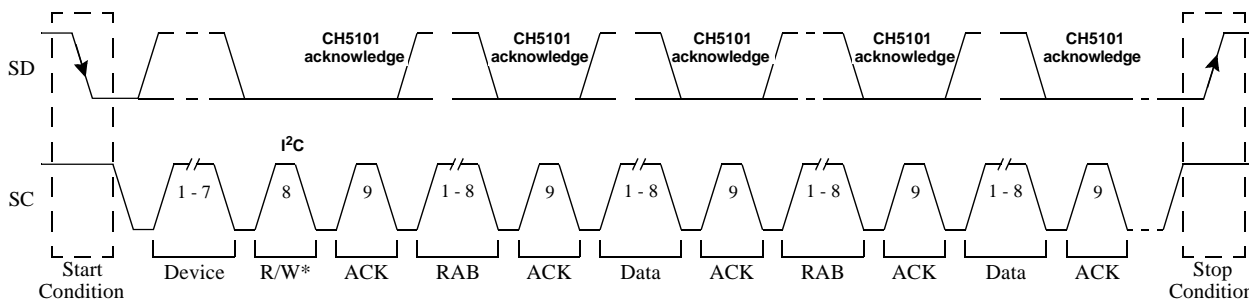 CH5101 CH5101 CH5101 CH5101 CH5101
acknowledge acknowledge acknowledge acknowledge acknowledge
SD
I²C
SC
1 - 7 8 9 1 - 8 9 1 - 8 9 1 - 8 9 1 - 8 9
Start Device R/W* ACK RAB ACK Data ACK RAB ACK Data ACK Stop
Condition Condition